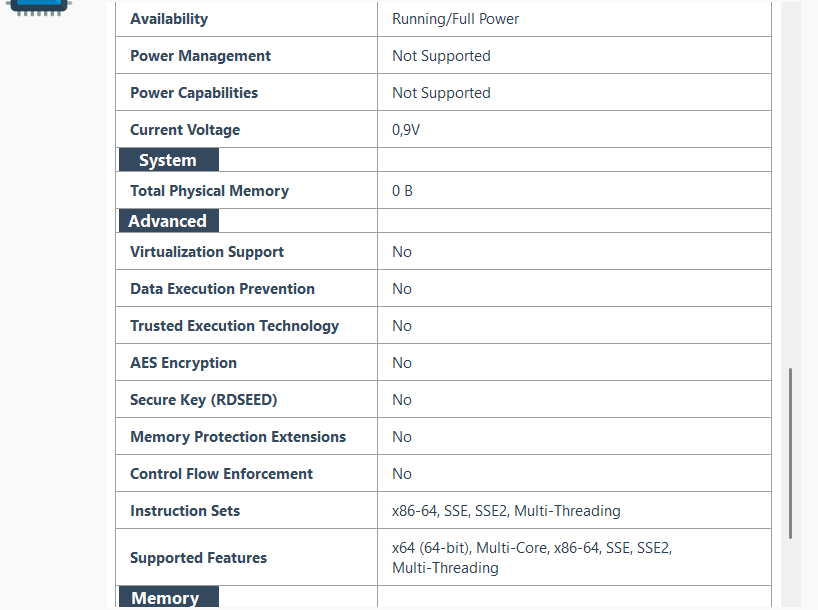 Availability Running/Full Power
Power Management Not Supported
Power Capabilities Not Supported
Current Voltage 0,9V
System
Total Physical Memory 0 B
Advanced
Virtualization Support No
Data Execution Prevention No
Trusted Execution Technology No
AES Encryption No
Secure Key (RDSEED) No
Memory Protection Extensions No
Control Flow Enforcement No
Instruction Sets x86-64, SSE, SSE2, Multi-Threading
Supported Features x64 (64-bit), Multi-Core, x86-64, SSE, SSE2,
Multi-Threading
Memory